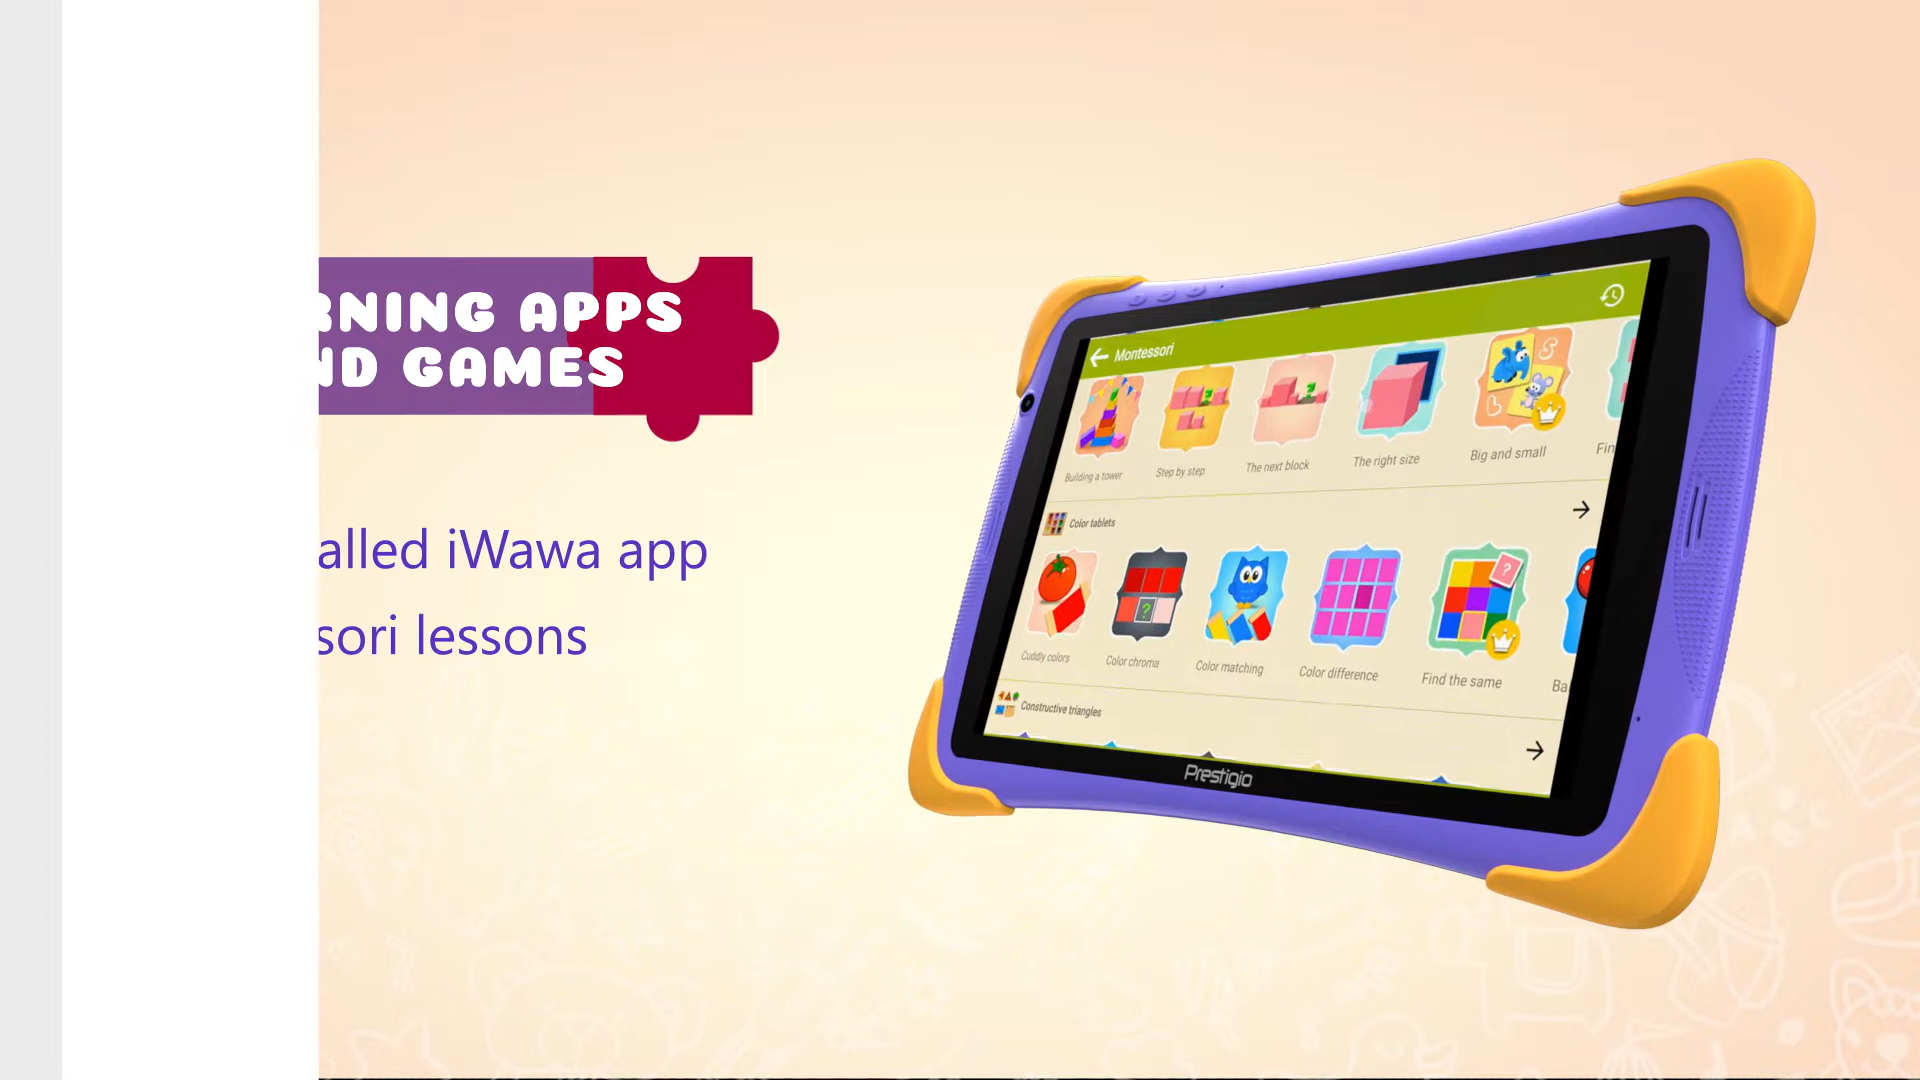 RNING APPS
ND GAMES
alled iWawa app
sori lessons
Montessori
Building a tower
Step by step
The next block
The right size
Big and small
Fin
Color tablets
Cuddly colors
Color chroma
Color matching
Color difference
Find the same
Ba
Constructive triangles
Prestigio